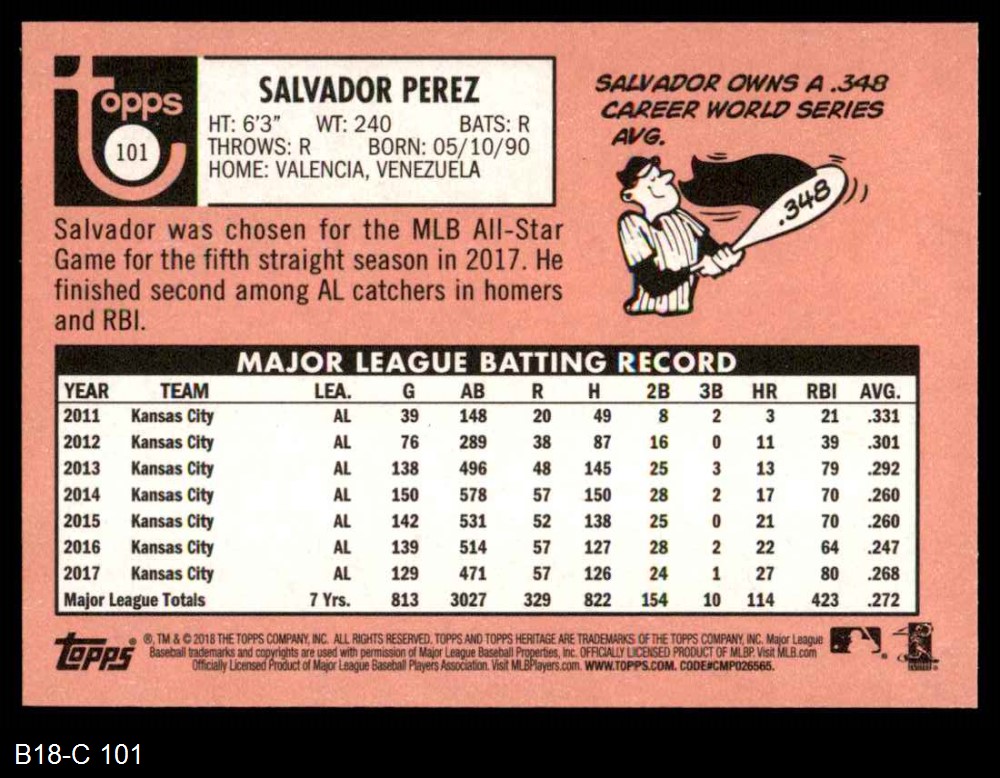 topps
101
SALVADOR PEREZ
HT: 6'3" WT: 240 BATS: R
THROWS: R BORN: 05/10/90
HOME: VALENCIA, VENEZUELA
SALVADOR OWNS A .348
CAREER WORLD SERIES
AVG.
.348
Salvador was chosen for the MLB All-Star
Game for the fifth straight season in 2017. He
finished second among AL catchers in homers
and RBI.
MAJOR LEAGUE BATTING RECORD
YEAR TEAM LEA. G AB R H 2B 3B HR RBI AVG.
2011 Kansas City AL 39 148 20 49 8 2 3 21 .331
2012 Kansas City AL 76 289 38 87 16 0 11 39 .301
2013 Kansas City AL 138 496 48 145 25 3 13 79 .292
2014 Kansas City AL 150 578 57 150 28 2 17 70 .260
2015 Kansas City AL 142 531 52 138 25 0 21 70 .260
2016 Kansas City AL 139 514 57 127 28 2 22 64 .247
2017 Kansas City AL 129 471 57 126 24 1 27 80 .268
Major League Totals 7 Yrs. 813 3027 329 822 154 10 114 423 .272
topps ® ®, TM & © 2018 THE TOPPS COMPANY, INC. ALL RIGHTS RESERVED. TOPPS AND TOPPS HERITAGE ARE TRADEMARKS OF THE TOPPS COMPANY, INC. Major League
Baseball trademarks and copyrights are used with permission of Major League Baseball Properties, Inc. OFFICIALLY LICENSED PRODUCT OF MLBP. Visit MLB.com
Officially Licensed Product of Major League Baseball Players Association. Visit MLBPlayers.com. WWW.TOPPS.COM. CODE#CMP026565.
B18-C 101